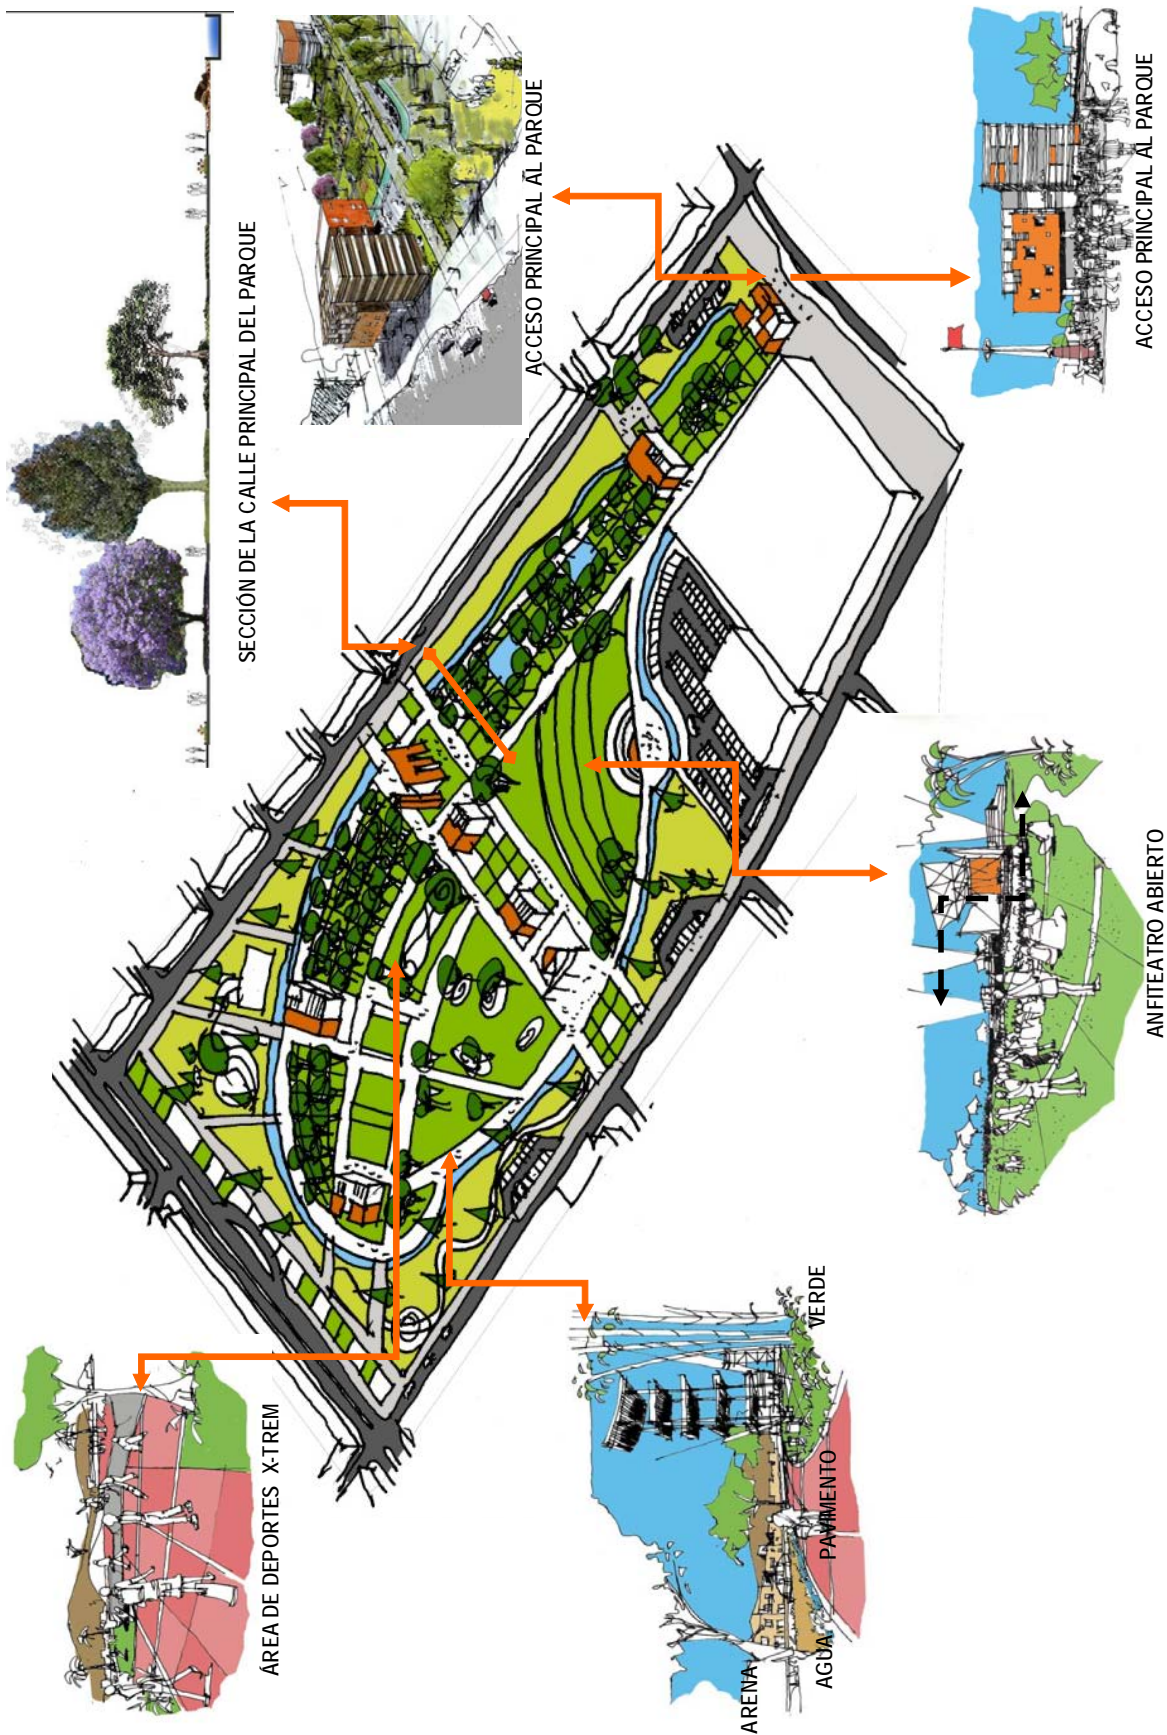 SECCIÓN DE LA CALLE PRINCIPAL DEL PARQUE
ACCESO PRINCIPAL AL PARQUE
ACCESO PRINCIPAL AL PARQUE
ANFITEATRO ABIERTO
ÁREA DE DEPORTES X-TREM
VERDE
PAVIMENTO
AGUA
ARENA